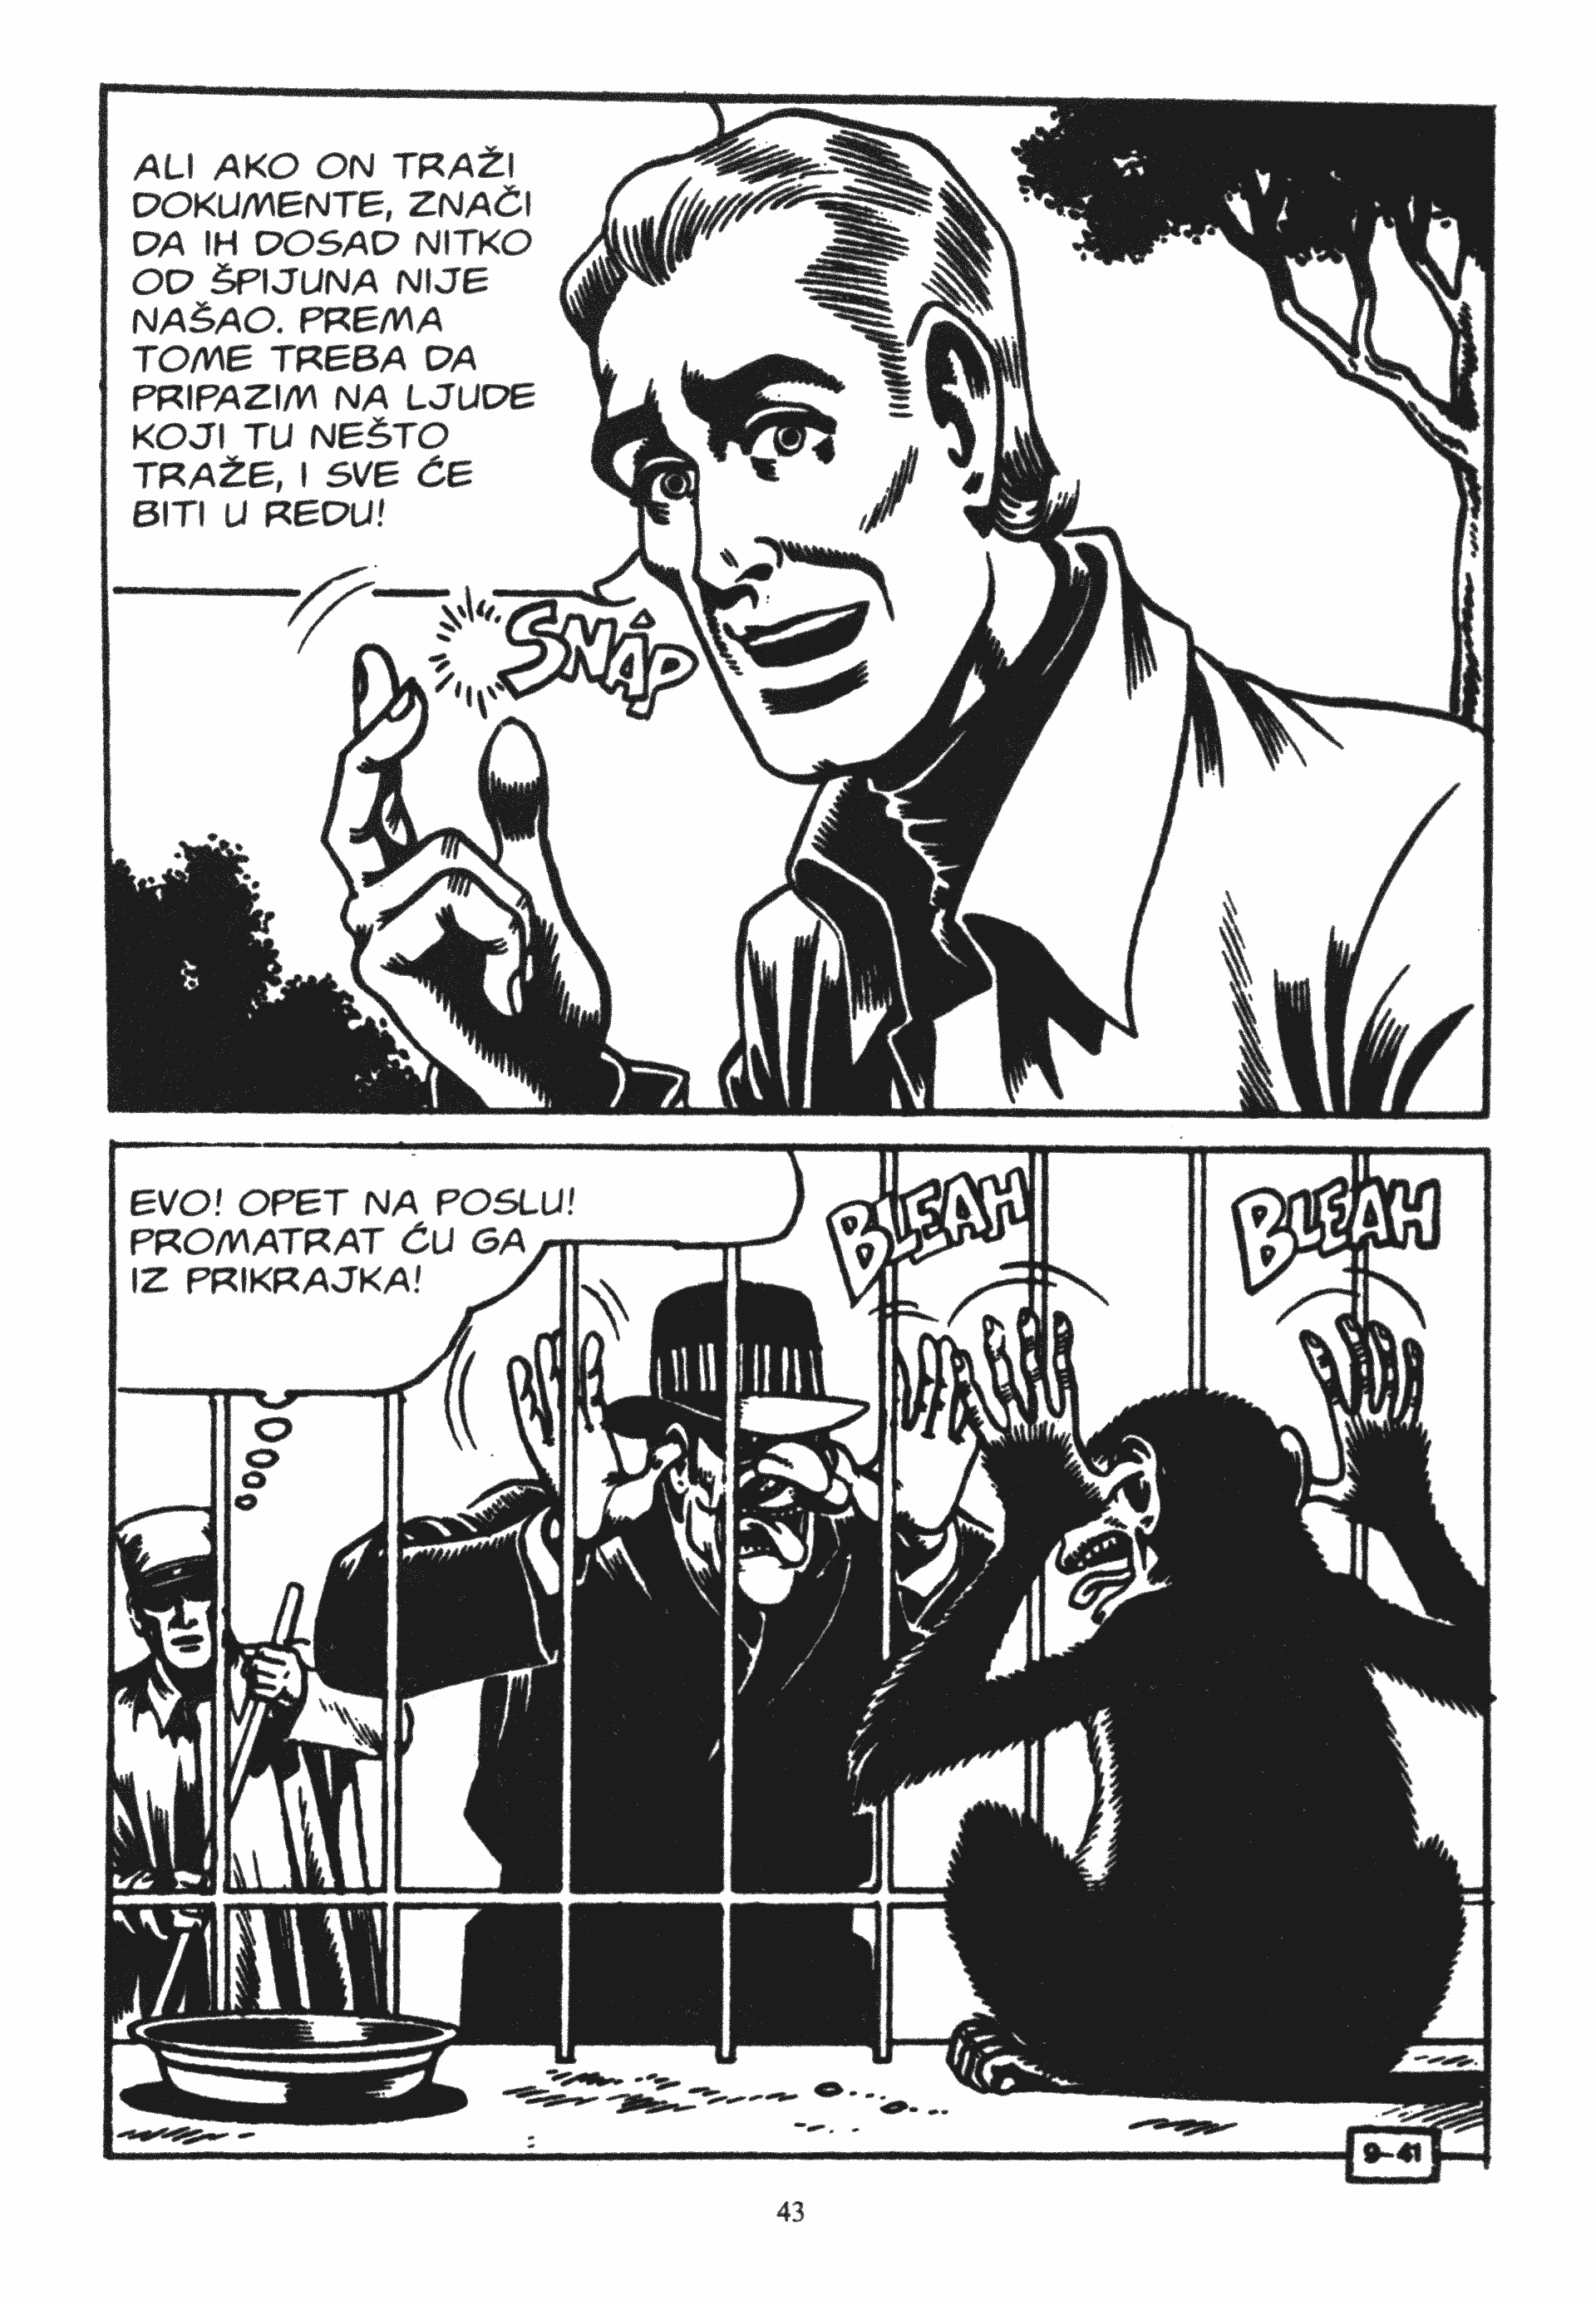 ALI AKO ON TRAŽI
DOKUMENTE, ZNAČI
DA IH DOSAD NITKO
OD ŠPIJUNA NIJE
NAŠAO. PREMA
TOME TREBA DA
PRIPAZIM NA LJUDE
KOJI TU NEŠTO
TRAŽE, I SVE ĆE
BITI U REDU!
SNAP
EVO! OPET NA POSLU!
PROMATRAT ĆU GA
IZ PRIKRAJKA!
BLEAH
BLEAH
9-41
43